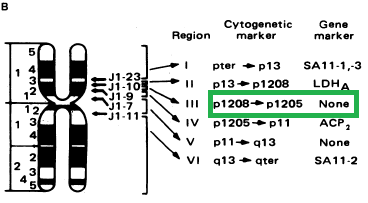 B
Cytogenetic Gene
Region marker marker
5
4
1 3
1 2
1 2
1 3
4
2
3
2 4
5
J1-23
J1-10
J1-9
J1-7
J1-11
I pter → p13 SA11-1,-3
II p13 → p1208 LDHA
III p1208 → p1205 None
IV p1205 → p11 ACP2
V p11 → q13 None
VI q13 → qter SA11-2